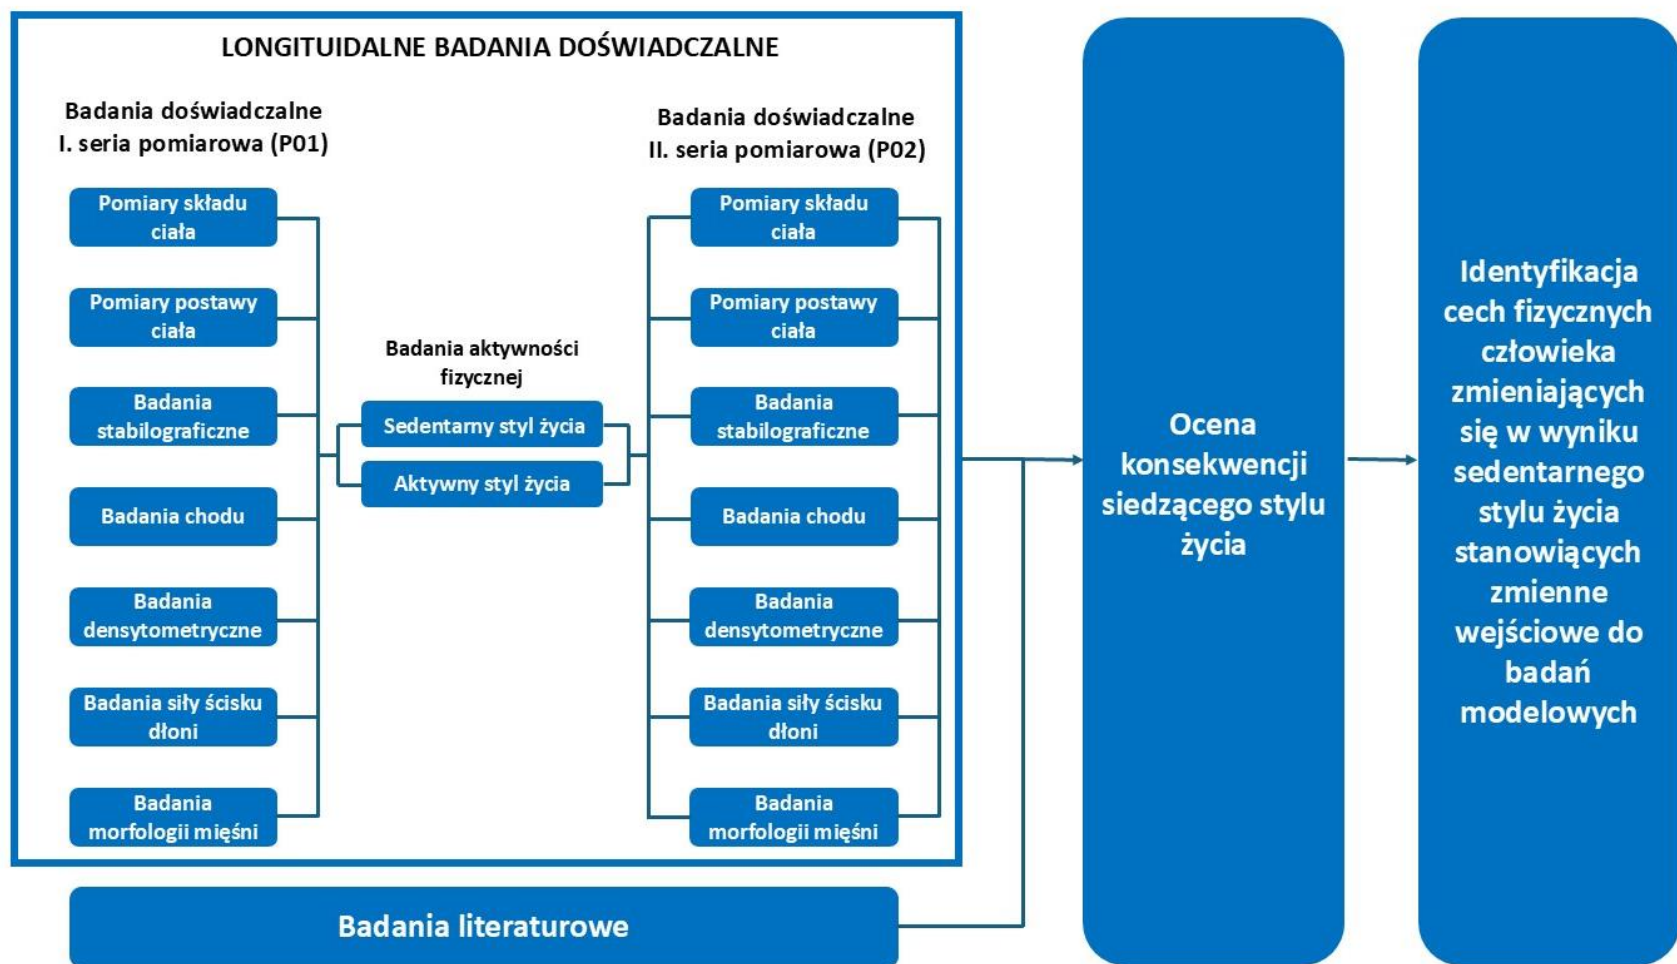 LONGITUIDALNE BADANIA DOŚWIADCZALNE
Badania doświadczalne
I. seria pomiarowa (P01)
Pomiary składu
ciała
Pomiary postawy
ciała
Badania
stabilograficzne
Badania chodu
Badania
densytometryczne
Badania siły ścisku
dłoni
Badania
morfologii mięśni
Badania aktywności
fizycznej
Sedentarny styl życia
Aktywny styl życia
Badania doświadczalne
II. seria pomiarowa (P02)
Pomiary składu
ciała
Pomiary postawy
ciała
Badania
stabilograficzne
Badania chodu
Badania
densytometryczne
Badania siły ścisku
dłoni
Badania
morfologii mięśni
Badania literaturowe
Ocena
konsekwencji
siedzącego stylu
życia
Identyfikacja
cech fizycznych
człowieka
zmieniających
się w wyniku
sedentarnego
stylu życia
stanowiących
zmienne
wejściowe do
badań
modelowych